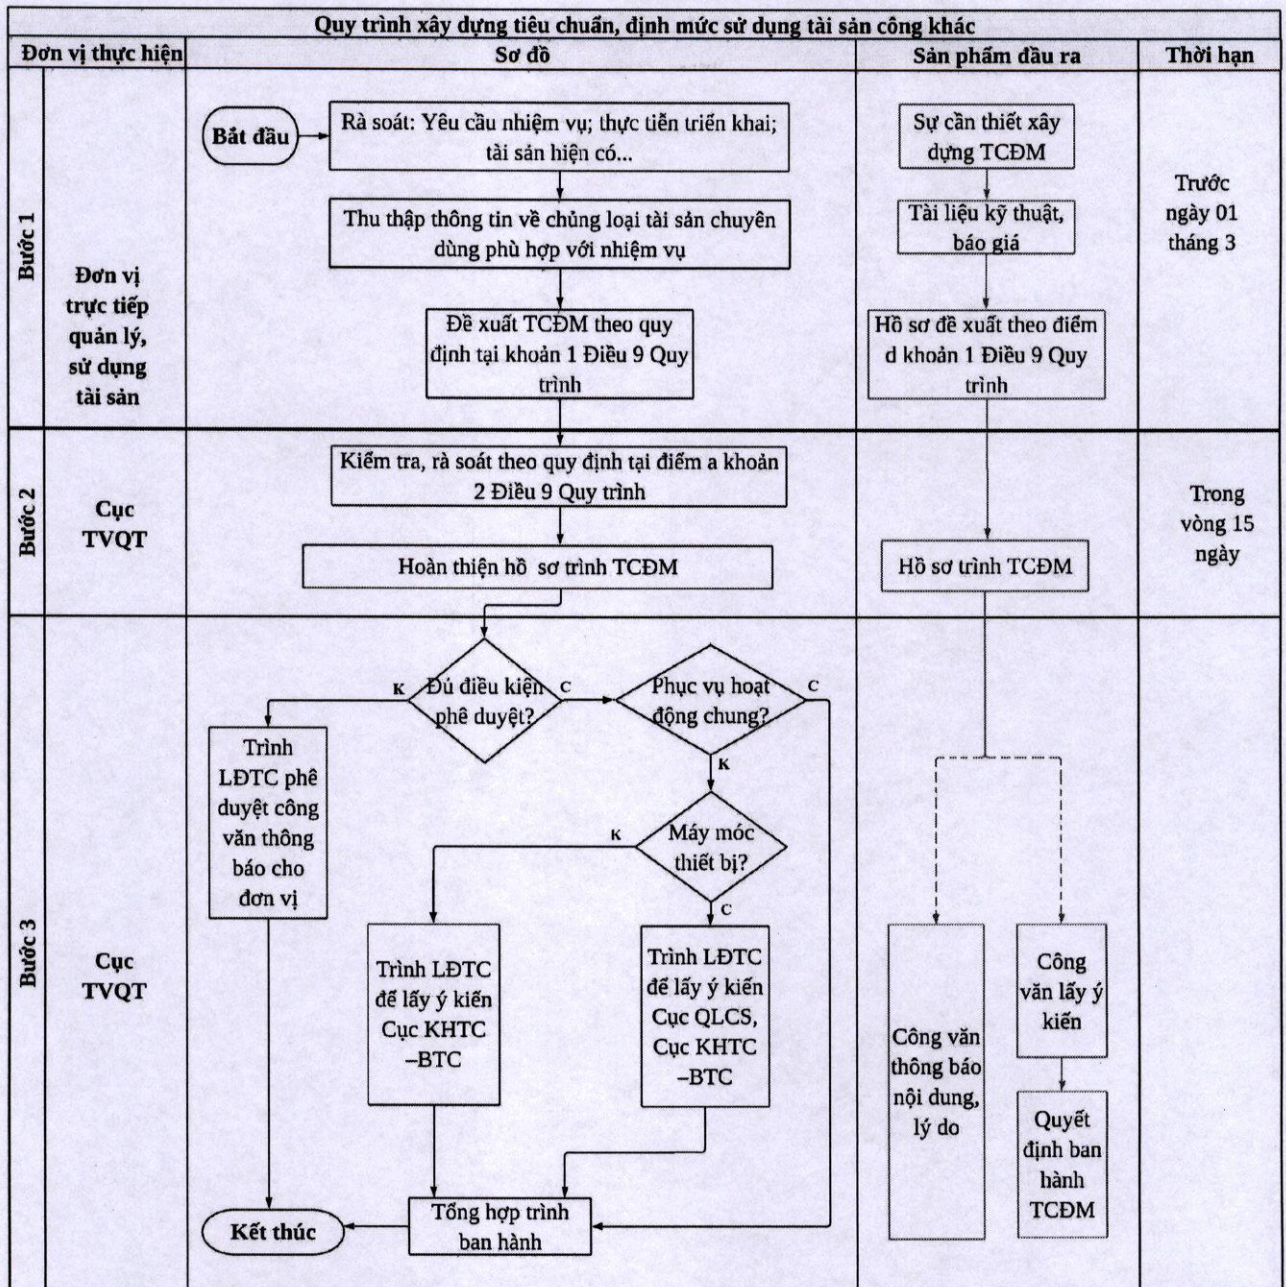 Quy trình xây dựng tiêu chuẩn, định mức sử dụng tài sản công khác
Đơn vị thực hiện
Sơ đồ
Sản phẩm đầu ra
Thời hạn
Bước 1
Đơn vị
trực tiếp
quản lý,
sử dụng
tài sản
Bắt đầu
Rà soát: Yêu cầu nhiệm vụ; thực tiễn triển khai;
tài sản hiện có...
Thu thập thông tin về chủng loại tài sản chuyên
dùng phù hợp với nhiệm vụ
Đề xuất TCĐM theo quy
định tại khoản 1 Điều 9 Quy
trình
Sự cần thiết xây
dựng TCĐM
Tài liệu kỹ thuật,
báo giá
Hồ sơ đề xuất theo điểm
d khoản 1 Điều 9 Quy
trình
Trước
ngày 01
tháng 3
Bước 2
Cục
TVQT
Kiểm tra, rà soát theo quy định tại điểm a khoản
2 Điều 9 Quy trình
Hoàn thiện hồ sơ trình TCĐM
Hồ sơ trình TCĐM
Trong
vòng 15
ngày
Bước 3
Cục
TVQT
K
Đủ điều kiện
phê duyệt?
C
Phục vụ hoạt
động chung?
C
K
Trình
LĐTC phê
duyệt công
văn thông
báo cho
đơn vị
K
Máy móc
thiết bị?
C
Trình LĐTC
để lấy ý kiến
Cục KHTC
–BTC
Trình LĐTC
để lấy ý kiến
Cục QLCS,
Cục KHTC
–BTC
Kết thúc
Tổng hợp trình
ban hành
Công văn
thông báo
nội dung,
lý do
Công
văn lấy ý
kiến
Quyết
định ban
hành
TCĐM